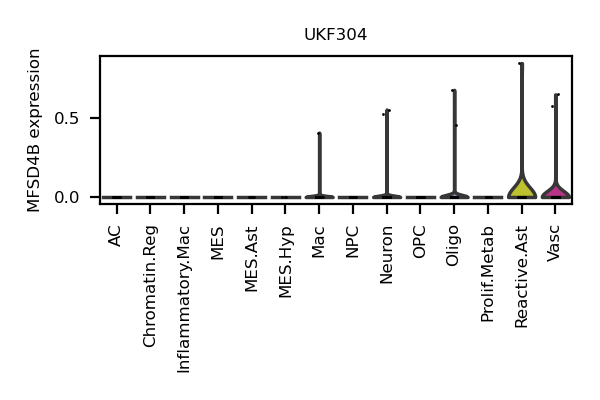 UKF304
MFSD4B expression
0.5
0.0
AC
Chromatin.Reg
Inflammatory.Mac
MES
MES.Ast
MES.Hyp
Mac
NPC
Neuron
OPC
Oligo
Prolif.Metab
Reactive.Ast
Vasc